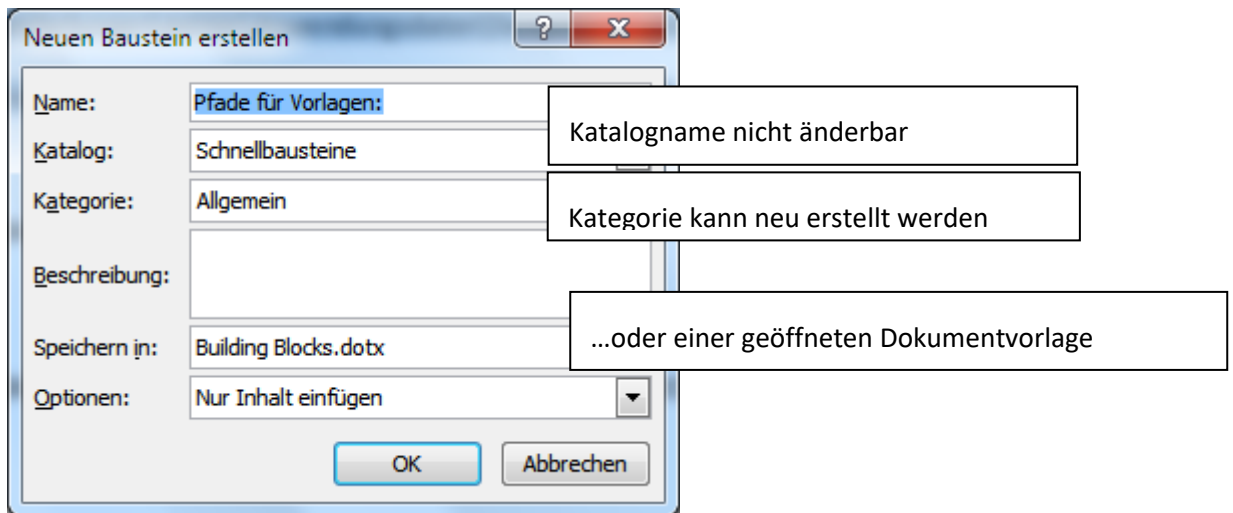 Neuen Baustein erstellen
Name: Pfade für Vorlagen:
Katalogname nicht änderbar
Katalog: Schnellbausteine
Kategorie: Allgemein
Kategorie kann neu erstellt werden
Beschreibung:
...oder einer geöffneten Dokumentvorlage
Speichern in: Building Blocks.dotx
Optionen: Nur Inhalt einfügen
OK Abbrechen